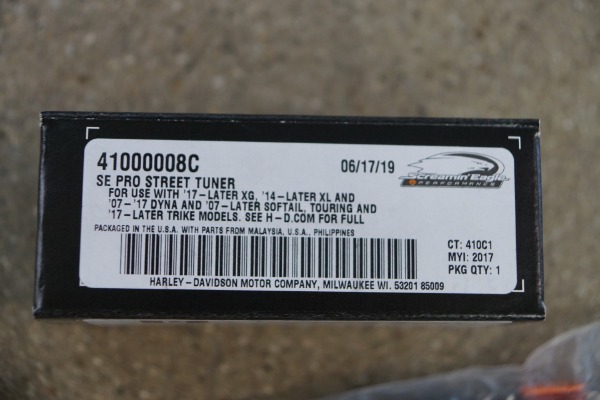 41000008C 06/17/19
Screamin' Eagle
PERFORMANCE
SE PRO STREET TUNER
FOR USE WITH '17-LATER XG, '14-LATER XL AND
'07-'17 DYNA AND '07-LATER SOFTAIL, TOURING AND
'17-LATER TRIKE MODELS. SEE H-D.COM FOR FULL
PACKAGED IN THE U.S.A. WITH PARTS FROM MALAYSIA, U.S.A., PHILIPPINES
CT: 410C1
MYI: 2017
PKG QTY: 1
HARLEY-DAVIDSON MOTOR COMPANY, MILWAUKEE WI. 53201 85009